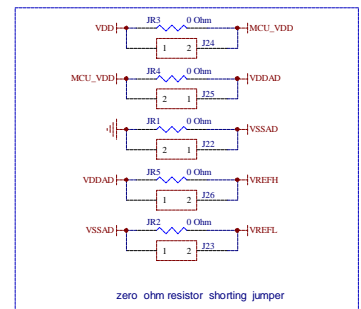 JR3 0 Ohm
VDD MCU_VDD
1 2 J24
JR4 0 Ohm
MCU_VDD VDDAD
2 1 J25
JR1 0 Ohm
VSSAD
2 1 J22
JR5 0 Ohm
VDDAD VREFH
2 1 J26
JR2 0 Ohm
VSSAD VREFL
1 2 J23
zero ohm resistor shorting jumper